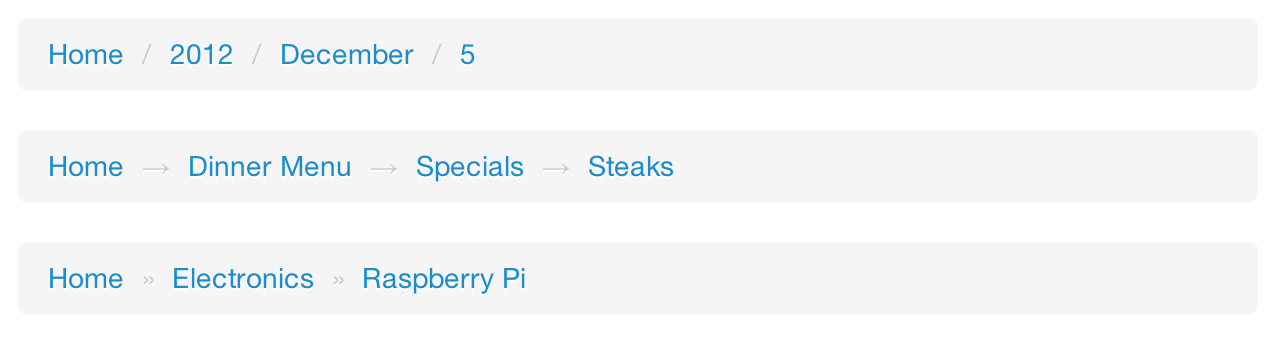 Home / 2012 / December / 5
Home → Dinner Menu → Specials → Steaks
Home » Electronics » Raspberry Pi